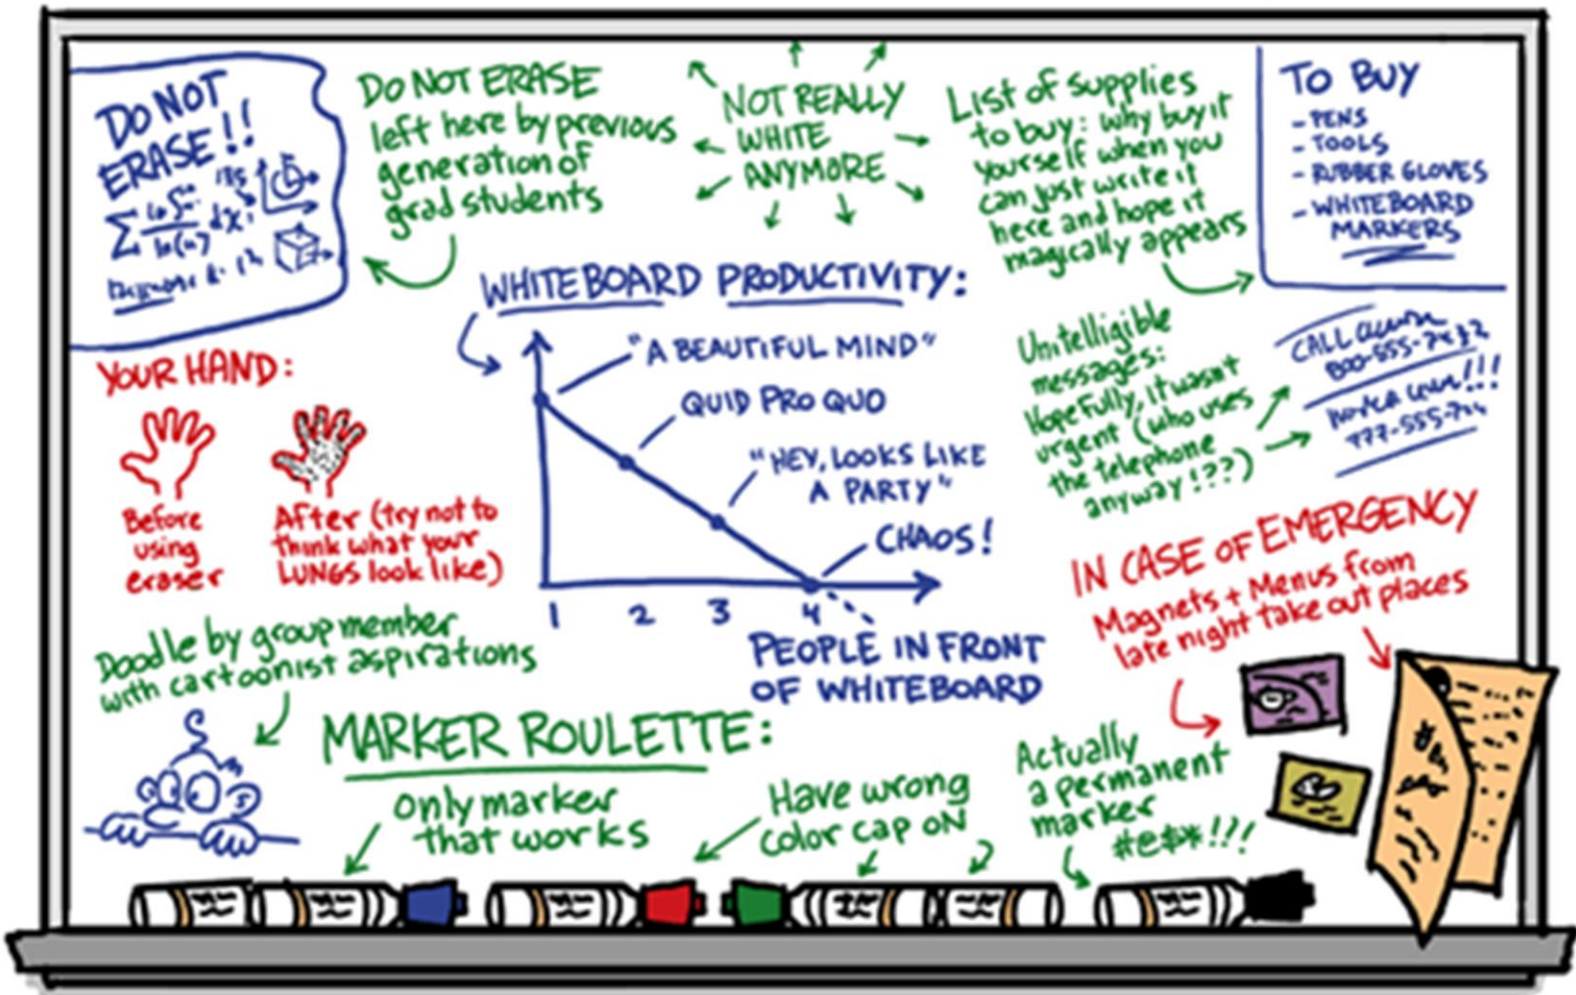 DO NOT
ERASE!!
DO NOT ERASE
left here by previous
generation of
grad students
NOT REALLY
WHITE
ANYMORE
List of supplies
to buy: why buy it
yourself when you
can just write it
here and hope it
magically appears
TO BUY
- PENS
- TOOLS
- RUBBER GLOVES
- WHITEBOARD
MARKERS
WHITEBOARD PRODUCTIVITY:
"A BEAUTIFUL MIND"
QUID PRO QUO
"HEY, LOOKS LIKE
A PARTY"
CHAOS!
1 2 3 4
PEOPLE IN FRONT
OF WHITEBOARD
Unitelligible
messages:
Hopefully, it wasn't
urgent (who uses
the telephone
anyway!??)
CALL
YOUR HAND:
Before
using
eraser
After (try not to
think what your
LUNGS look like)
IN CASE OF EMERGENCY
Magnets + Menus from
late night take out places
Doodle by group member
with cartoonist aspirations
MARKER ROULETTE:
only marker
that works
Have wrong
color cap on
Actually
a permanent
marker
#@$*!?!